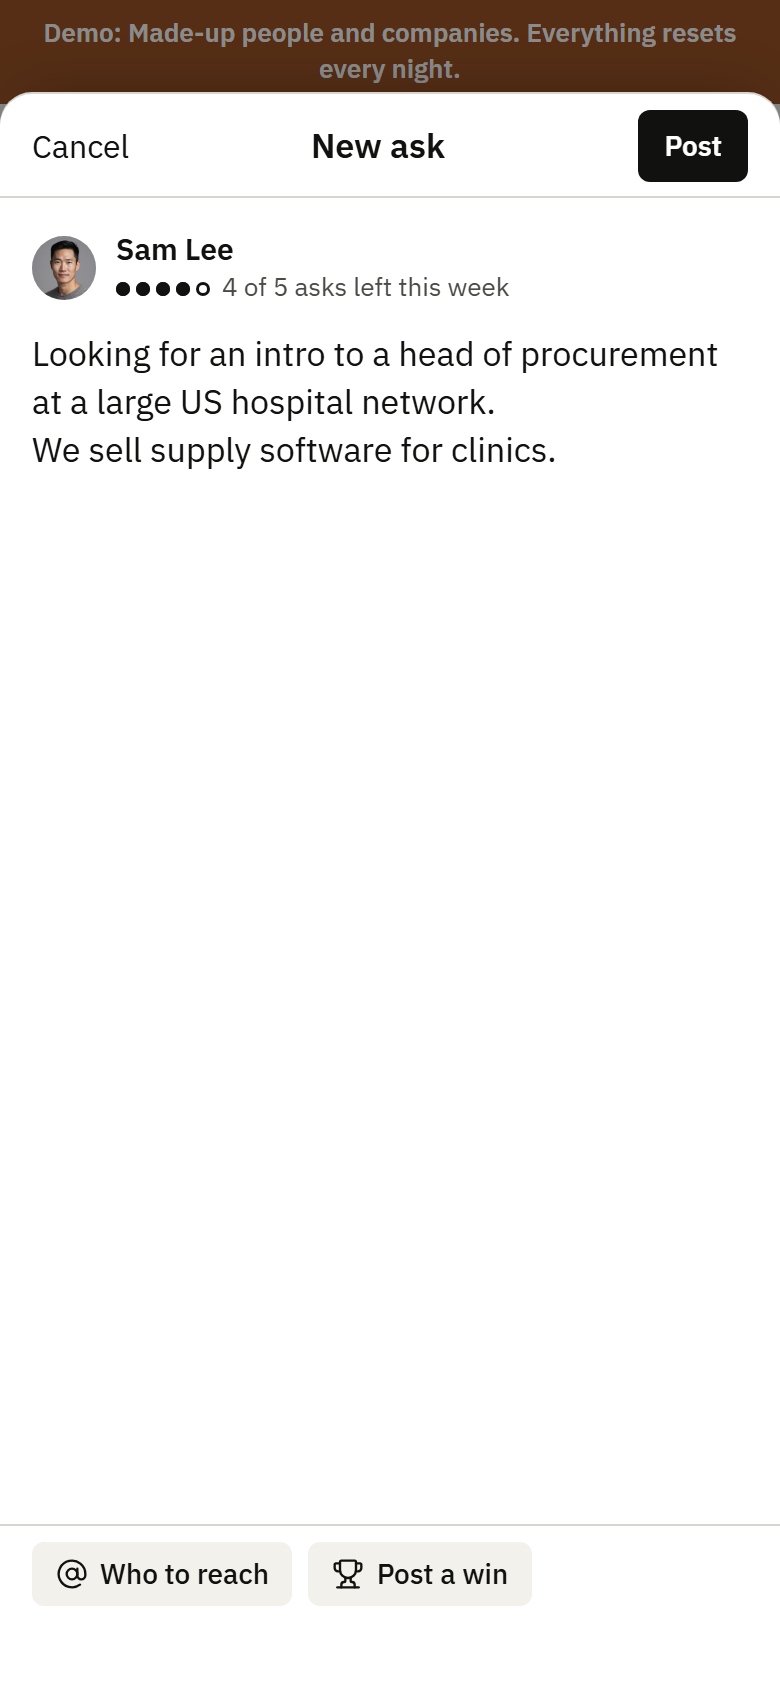 Demo: Made-up people and companies. Everything resets
every night.
Cancel
New ask
Post
Sam Lee
4 of 5 asks left this week
Looking for an intro to a head of procurement
at a large US hospital network.
We sell supply software for clinics.
Who to reach
Post a win